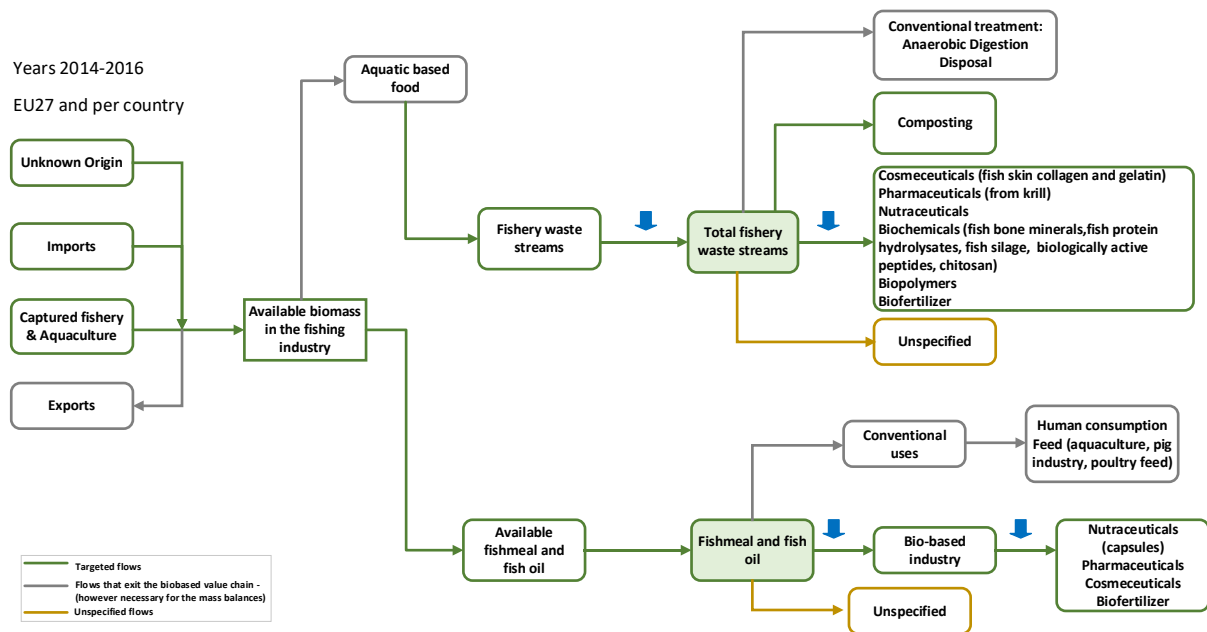 Years 2014-2016
EU27 and per country
Unknown Origin
Imports
Captured fishery
& Aquaculture
Exports
Available biomass
in the fishing
industry
Aquatic based
food
Fishery waste
streams
Total fishery
waste streams
Conventional treatment:
Anaerobic Digestion
Disposal
Composting
Cosmeceuticals (fish skin collagen and gelatin)
Pharmaceuticals (from krill)
Nutraceuticals
Biochemicals (fish bone minerals,fish protein
hydrolysates, fish silage, biologically active
peptides, chitosan)
Biopolymers
Biofertilizer
Unspecified
Conventional
uses
Human consumption
Feed (aquaculture, pig
industry, poultry feed)
Available
fishmeal and
fish oil
Fishmeal and fish
oil
Bio-based
industry
Nutraceuticals
(capsules)
Pharmaceuticals
Cosmeceuticals
Biofertilizer
Unspecified
Targeted flows
Flows that exit the biobased value chain -
(however necessary for the mass balances)
Unspecified flows